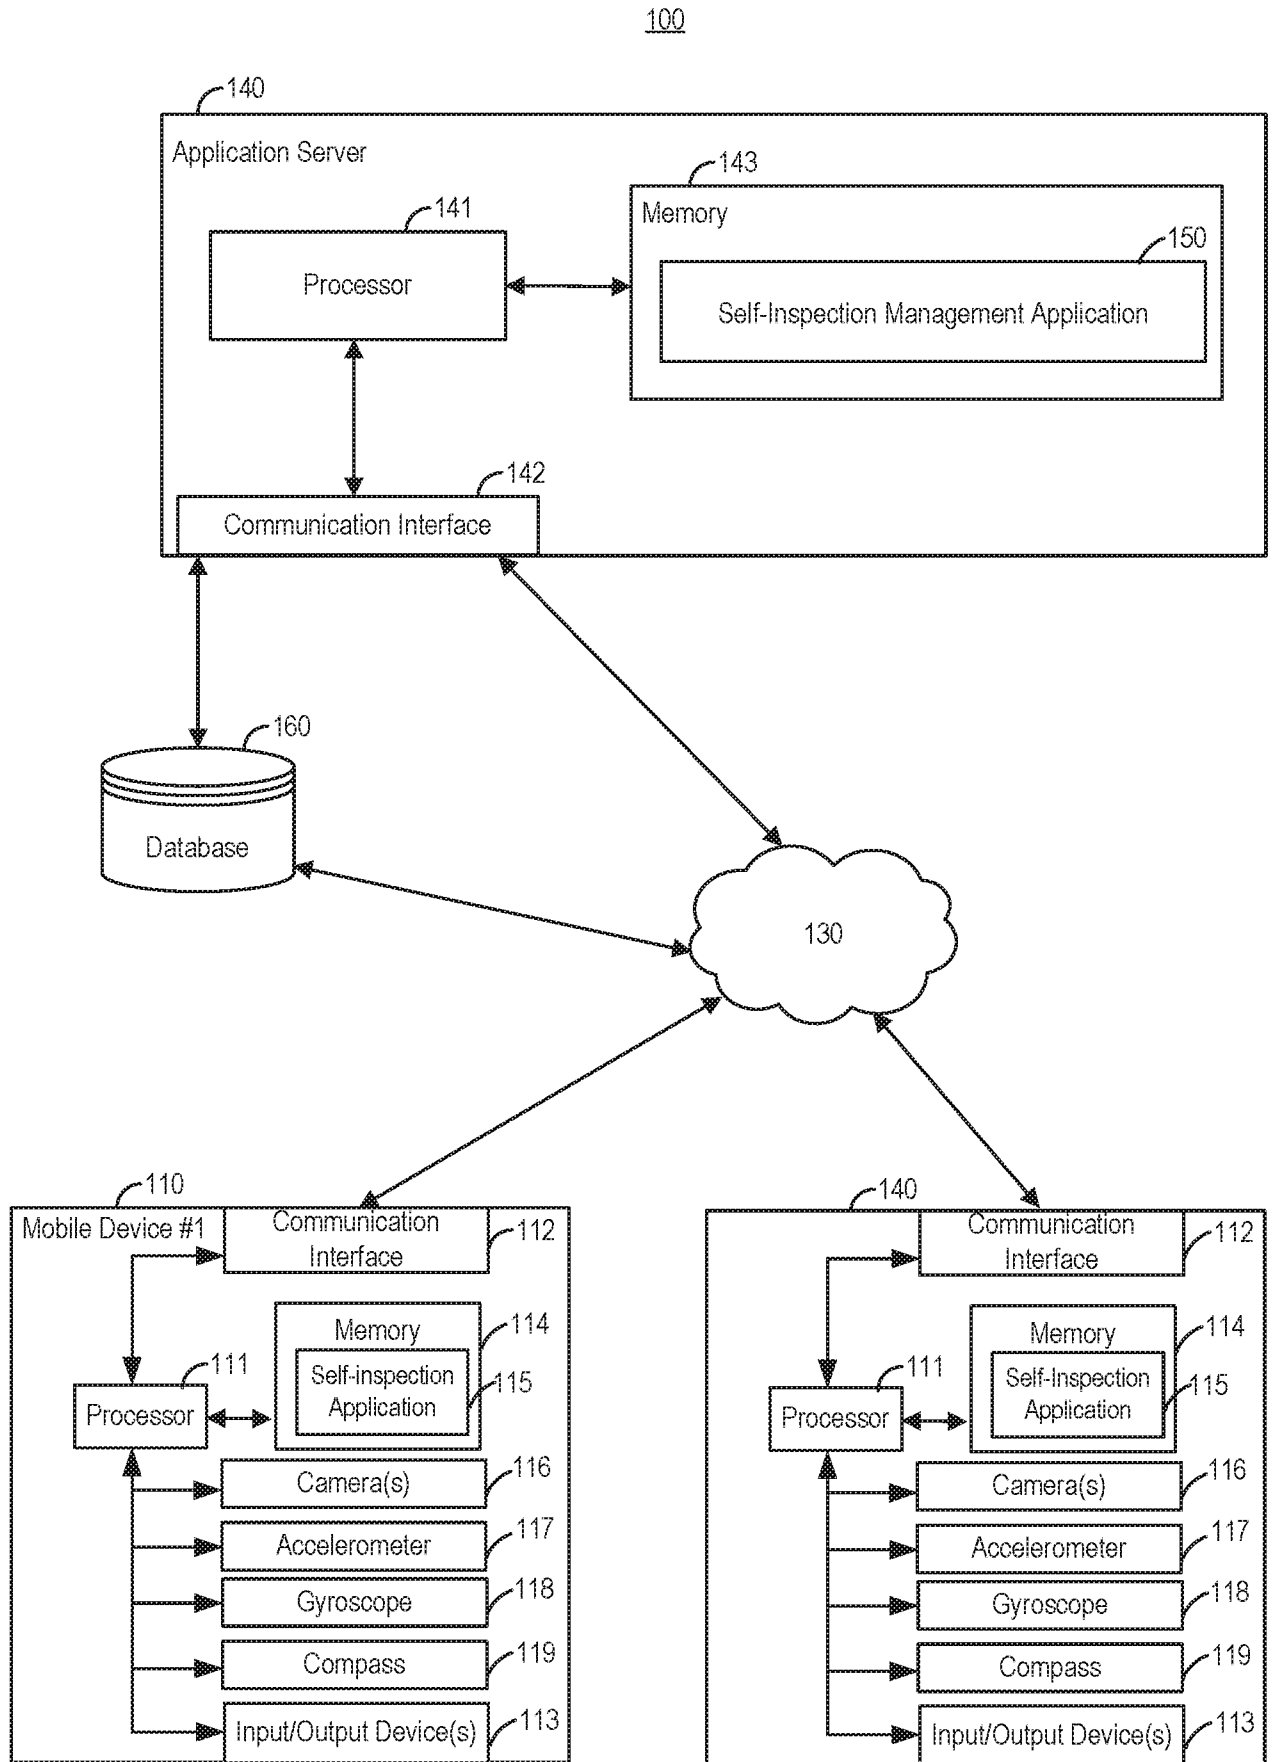 100
140
Application Server
143
Memory
141
150
Processor
Self-Inspection Management Application
142
Communication Interface
160
Database
130
110
Mobile Device #1
Communication
Interface
112
Memory
114
Self-inspection
Application
115
111
Processor
Camera(s)
116
Accelerometer
117
Gyroscope
118
Compass
119
Input/Output Device(s)
113
140
Communication
Interface
112
Memory
114
Self-Inspection
Application
115
111
Processor
Camera(s)
116
Accelerometer
117
Gyroscope
118
Compass
119
Input/Output Device(s)
113